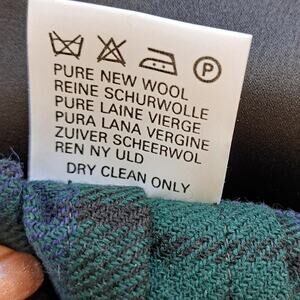 P
PURE NEW WOOL
REINE SCHURWOLLE
PURE LAINE VIERGE
PURA LANA VERGINE
ZUIVER SCHEERWOL
REN NY ULD
DRY CLEAN ONLY